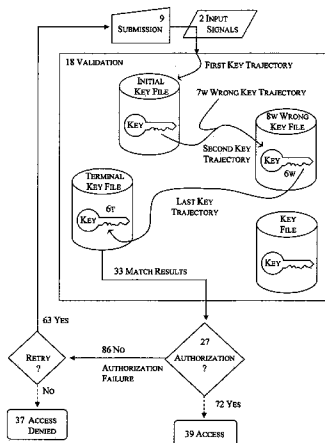 9
SUBMISSION
2 INPUT
SIGNALS
18 VALIDATION
FIRST KEY TRAJECTORY
INITIAL
KEY FILE
KEY
7W WRONG KEY TRAJECTORY
8W WRONG
KEY FILE
KEY
6W
SECOND KEY
TRAJECTORY
TERMINAL
KEY FILE
6T
KEY
LAST KEY
TRAJECTORY
KEY
FILE
KEY
33 MATCH RESULTS
63 YES
RETRY
?
86 NO
AUTHORIZATION
FAILURE
27
AUTHORIZATION
?
NO
72 YES
37 ACCESS
DENIED
39 ACCESS